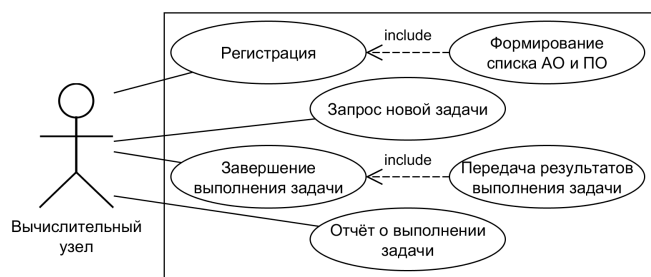 Регистрация
include
Формирование
списка АО и ПО
Запрос новой задачи
Завершение
выполнения задачи
include
Передача результатов
выполнения задачи
Отчёт о выполнении
задачи
Вычислительный
узел